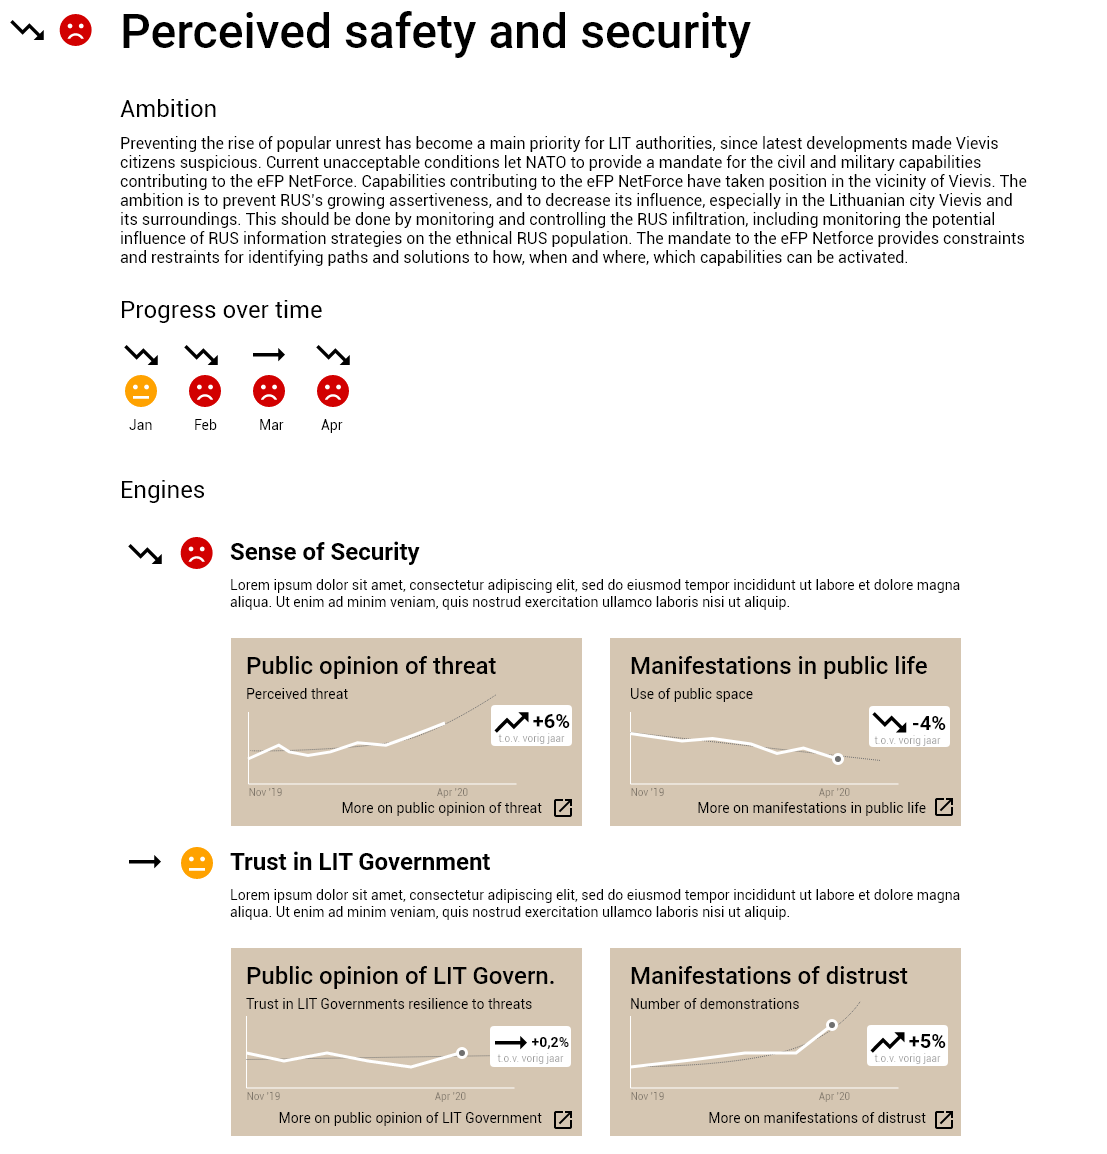 Perceived safety and security
Ambition
Preventing the rise of popular unrest has become a main priority for LIT authorities, since latest developments made Vievis
citizens suspicious. Current unacceptable conditions let NATO to provide a mandate for the civil and military capabilities
contributing to the eFP NetForce. Capabilities contributing to the eFP NetForce have taken position in the vicinity of Vievis. The
ambition is to prevent RUS's growing assertiveness, and to decrease its influence, especially in the Lithuanian city Vievis and
its surroundings. This should be done by monitoring and controlling the RUS infiltration, including monitoring the potential
influence of RUS information strategies on the ethnical RUS population. The mandate to the eFP Netforce provides constraints
and restraints for identifying paths and solutions to how, when and where, which capabilities can be activated.
Progress over time
Jan Feb Mar Apr
Engines
Sense of Security
Lorem ipsum dolor sit amet, consectetur adipiscing elit, sed do eiusmod tempor incididunt ut labore et dolore magna
aliqua. Ut enim ad minim veniam, quis nostrud exercitation ullamco laboris nisi ut aliquip.
Public opinion of threat
Perceived threat
+6%
t.o.v. vorig jaar
Nov '19 Apr '20
More on public opinion of threat
Manifestations in public life
Use of public space
-4%
t.o.v. vorig jaar
Nov '19 Apr '20
More on manifestations in public life
Trust in LIT Government
Lorem ipsum dolor sit amet, consectetur adipiscing elit, sed do eiusmod tempor incididunt ut labore et dolore magna
aliqua. Ut enim ad minim veniam, quis nostrud exercitation ullamco laboris nisi ut aliquip.
Public opinion of LIT Govern.
Trust in LIT Governments resilience to threats
+0,2%
t.o.v. vorig jaar
Nov '19 Apr '20
More on public opinion of LIT Government
Manifestations of distrust
Number of demonstrations
+5%
t.o.v. vorig jaar
Nov '19 Apr '20
More on manifestations of distrust